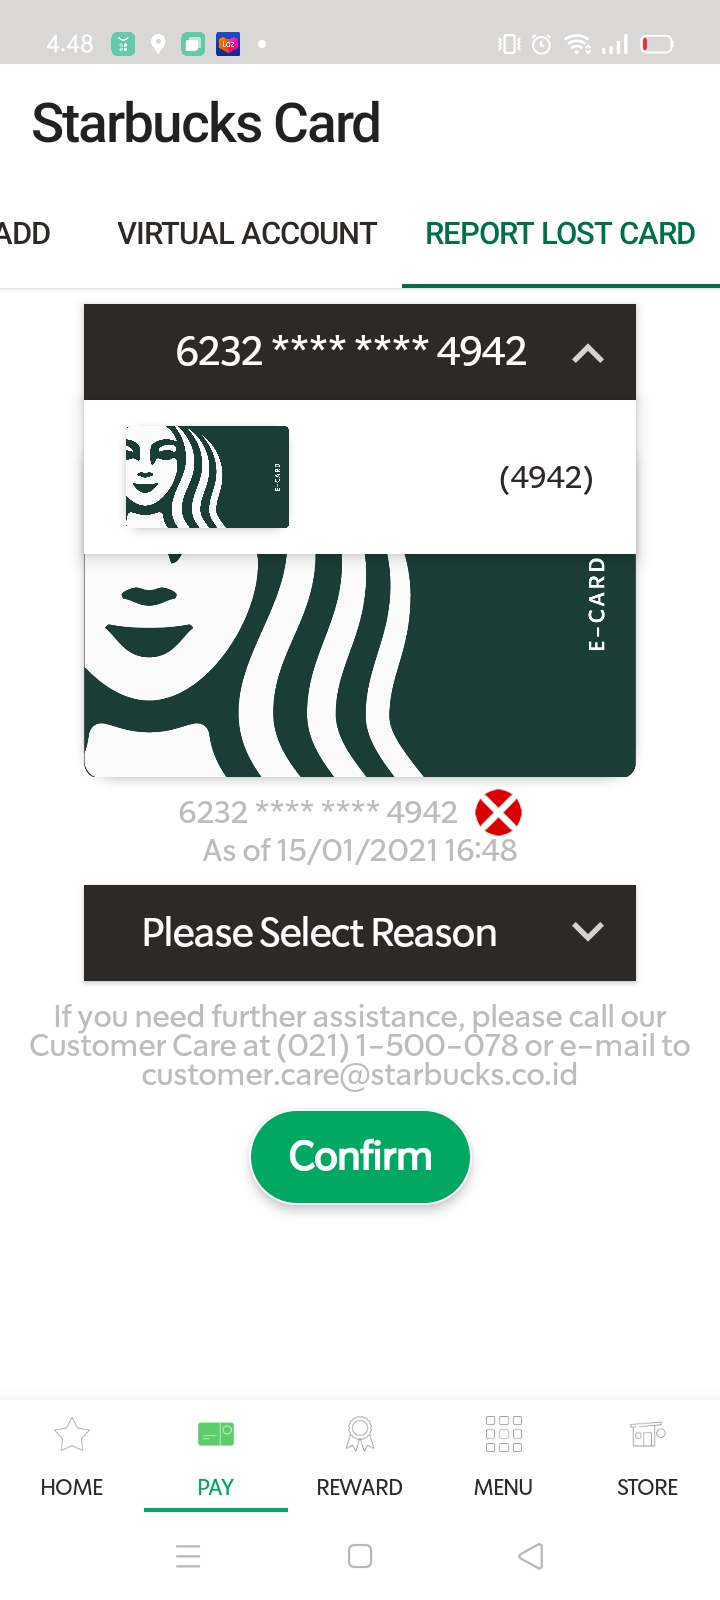 4.48
Laz
Starbucks Card
ADD VIRTUAL ACCOUNT REPORT LOST CARD
6232 **** **** 4942
E-CARD
(4942)
E-CARD
6232 **** **** 4942
As of 15/01/2021 16:48
Please Select Reason
If you need further assistance, please call our
Customer Care at (021) 1-500-078 or e-mail to
customer.care@starbucks.co.id
Confirm
HOME PAY REWARD MENU STORE